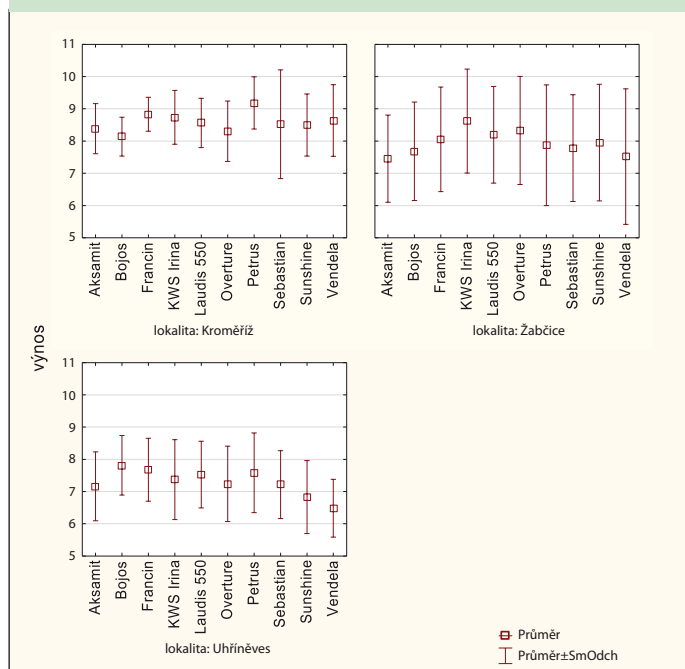 výnos
11
10
9
8
7
6
5
Aksamit
Bojos
Francin
KWS Irina
Laudis 550
Overture
Petrus
Sebastian
Sunshine
Vendela
lokalita: Kroměříž
11
10
9
8
7
6
5
Aksamit
Bojos
Francin
KWS Irina
Laudis 550
Overture
Petrus
Sebastian
Sunshine
Vendela
lokalita: Žabčice
11
10
9
8
7
6
5
Aksamit
Bojos
Francin
KWS Irina
Laudis 550
Overture
Petrus
Sebastian
Sunshine
Vendela
lokalita: Uhříněves
Průměr
Průměr±SmOdch